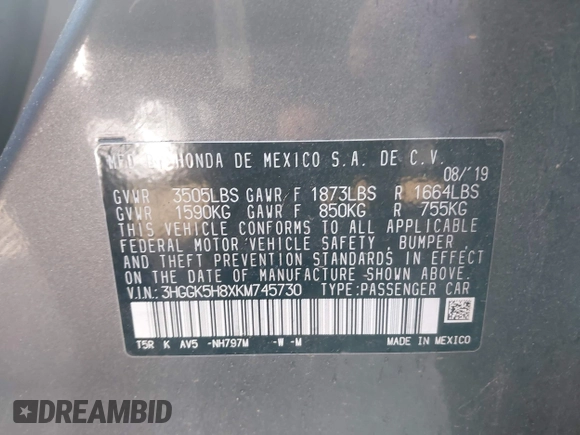 MFD. BY HONDA DE MEXICO S.A. DE C.V.
08/'19
GVWR 3505LBS GAWR F 1873LBS R 1664LBS
GVWR 1590KG GAWR F 850KG R 755KG
THIS VEHICLE CONFORMS TO ALL APPLICABLE
FEDERAL MOTOR VEHICLE SAFETY, BUMPER,
AND THEFT PREVENTION STANDARDS IN EFFECT
ON THE DATE OF MANUFACTURE SHOWN ABOVE.
V.I.N.: 3HGGK5H8XKM745730 TYPE:PASSENGER CAR
T5R K AV5 -NH797M -W -M
MADE IN MEXICO
DREAMBID